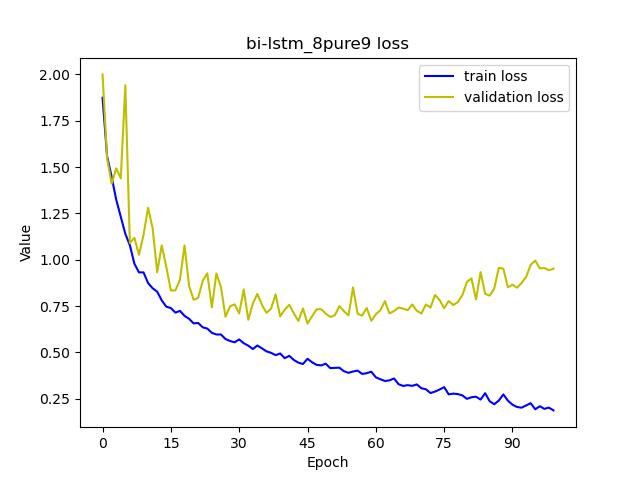 bi-lstm_8pure9 loss
train loss
validation loss
2.00
1.75
1.50
1.25
1.00
0.75
0.50
0.25
Value
0 15 30 45 60 75 90
Epoch